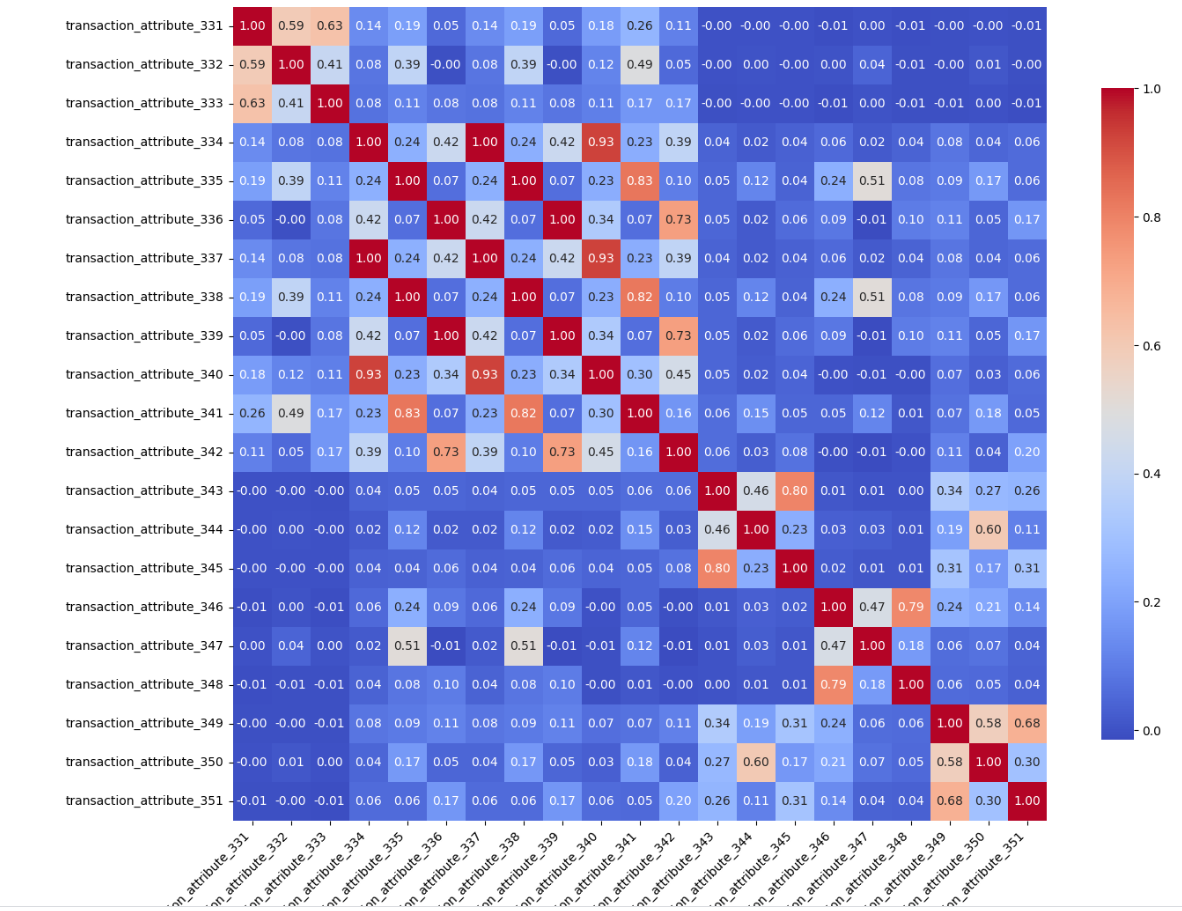 transaction_attribute_331 1.00 0.59 0.63 0.14 0.19 0.05 0.14 0.19 0.05 0.18 0.26 0.11 -0.00 -0.00 -0.00 -0.01 0.00 -0.01 -0.00 -0.00 -0.01
transaction_attribute_332 0.59 1.00 0.41 0.08 0.39 -0.00 0.08 0.39 -0.00 0.12 0.49 0.05 -0.00 0.00 -0.00 0.00 0.04 -0.01 -0.00 0.01 -0.00
transaction_attribute_333 0.63 0.41 1.00 0.08 0.11 0.08 0.08 0.11 0.08 0.11 0.17 0.17 -0.00 -0.00 -0.00 -0.01 0.00 -0.01 -0.01 0.00 -0.01
transaction_attribute_334 0.14 0.08 0.08 1.00 0.24 0.42 1.00 0.24 0.42 0.93 0.23 0.39 0.04 0.02 0.04 0.06 0.02 0.04 0.08 0.04 0.06
transaction_attribute_335 0.19 0.39 0.11 0.24 1.00 0.07 0.24 1.00 0.07 0.23 0.83 0.10 0.05 0.12 0.04 0.24 0.51 0.08 0.09 0.17 0.06
transaction_attribute_336 0.05 -0.00 0.08 0.42 0.07 1.00 0.42 0.07 1.00 0.34 0.07 0.73 0.05 0.02 0.06 0.09 -0.01 0.10 0.11 0.05 0.17
transaction_attribute_337 0.14 0.08 0.08 1.00 0.24 0.42 1.00 0.24 0.42 0.93 0.23 0.39 0.04 0.02 0.04 0.06 0.02 0.04 0.08 0.04 0.06
transaction_attribute_338 0.19 0.39 0.11 0.24 1.00 0.07 0.24 1.00 0.07 0.23 0.82 0.10 0.05 0.12 0.04 0.24 0.51 0.08 0.09 0.17 0.06
transaction_attribute_339 0.05 -0.00 0.08 0.42 0.07 1.00 0.42 0.07 1.00 0.34 0.07 0.73 0.05 0.02 0.06 0.09 -0.01 0.10 0.11 0.05 0.17
transaction_attribute_340 0.18 0.12 0.11 0.93 0.23 0.34 0.93 0.23 0.34 1.00 0.30 0.45 0.05 0.02 0.04 -0.00 -0.01 -0.00 0.07 0.03 0.06
transaction_attribute_341 0.26 0.49 0.17 0.23 0.83 0.07 0.23 0.82 0.07 0.30 1.00 0.16 0.06 0.15 0.05 0.05 0.12 0.01 0.07 0.18 0.05
transaction_attribute_342 0.11 0.05 0.17 0.39 0.10 0.73 0.39 0.10 0.73 0.45 0.16 1.00 0.06 0.03 0.08 -0.00 -0.01 -0.00 0.11 0.04 0.20
transaction_attribute_343 -0.00 -0.00 -0.00 0.04 0.05 0.05 0.04 0.05 0.05 0.05 0.06 0.06 1.00 0.46 0.80 0.01 0.01 0.00 0.34 0.27 0.26
transaction_attribute_344 -0.00 0.00 -0.00 0.02 0.12 0.02 0.02 0.12 0.02 0.02 0.15 0.03 0.46 1.00 0.23 0.03 0.03 0.01 0.19 0.60 0.11
transaction_attribute_345 -0.00 -0.00 -0.00 0.04 0.04 0.06 0.04 0.04 0.06 0.04 0.05 0.08 0.80 0.23 1.00 0.02 0.01 0.01 0.31 0.17 0.31
transaction_attribute_346 -0.01 0.00 -0.01 0.06 0.24 0.09 0.06 0.24 0.09 -0.00 0.05 -0.00 0.01 0.03 0.02 1.00 0.47 0.79 0.24 0.21 0.14
transaction_attribute_347 0.00 0.04 0.00 0.02 0.51 -0.01 0.02 0.51 -0.01 -0.01 0.12 -0.01 0.01 0.03 0.01 0.47 1.00 0.18 0.06 0.07 0.04
transaction_attribute_348 -0.01 -0.01 -0.01 0.04 0.08 0.10 0.04 0.08 0.10 -0.00 0.01 -0.00 0.00 0.01 0.01 0.79 0.18 1.00 0.06 0.05 0.04
transaction_attribute_349 -0.00 -0.00 -0.01 0.08 0.09 0.11 0.08 0.09 0.11 0.07 0.07 0.11 0.34 0.19 0.31 0.24 0.06 0.06 1.00 0.58 0.68
transaction_attribute_350 -0.00 0.01 0.00 0.04 0.17 0.05 0.04 0.17 0.05 0.03 0.18 0.04 0.27 0.60 0.17 0.21 0.07 0.05 0.58 1.00 0.30
transaction_attribute_351 -0.01 -0.00 -0.01 0.06 0.06 0.17 0.06 0.06 0.17 0.06 0.05 0.20 0.26 0.11 0.31 0.14 0.04 0.04 0.68 0.30 1.00
1.0
0.8
0.6
0.4
0.2
0.0
_attribute_331
_attribute_332
_attribute_333
_attribute_334
_attribute_335
_attribute_336
_attribute_337
_attribute_338
_attribute_339
_attribute_340
_attribute_341
_attribute_342
_attribute_343
_attribute_344
_attribute_345
_attribute_346
_attribute_347
_attribute_348
_attribute_349
_attribute_350
_attribute_351